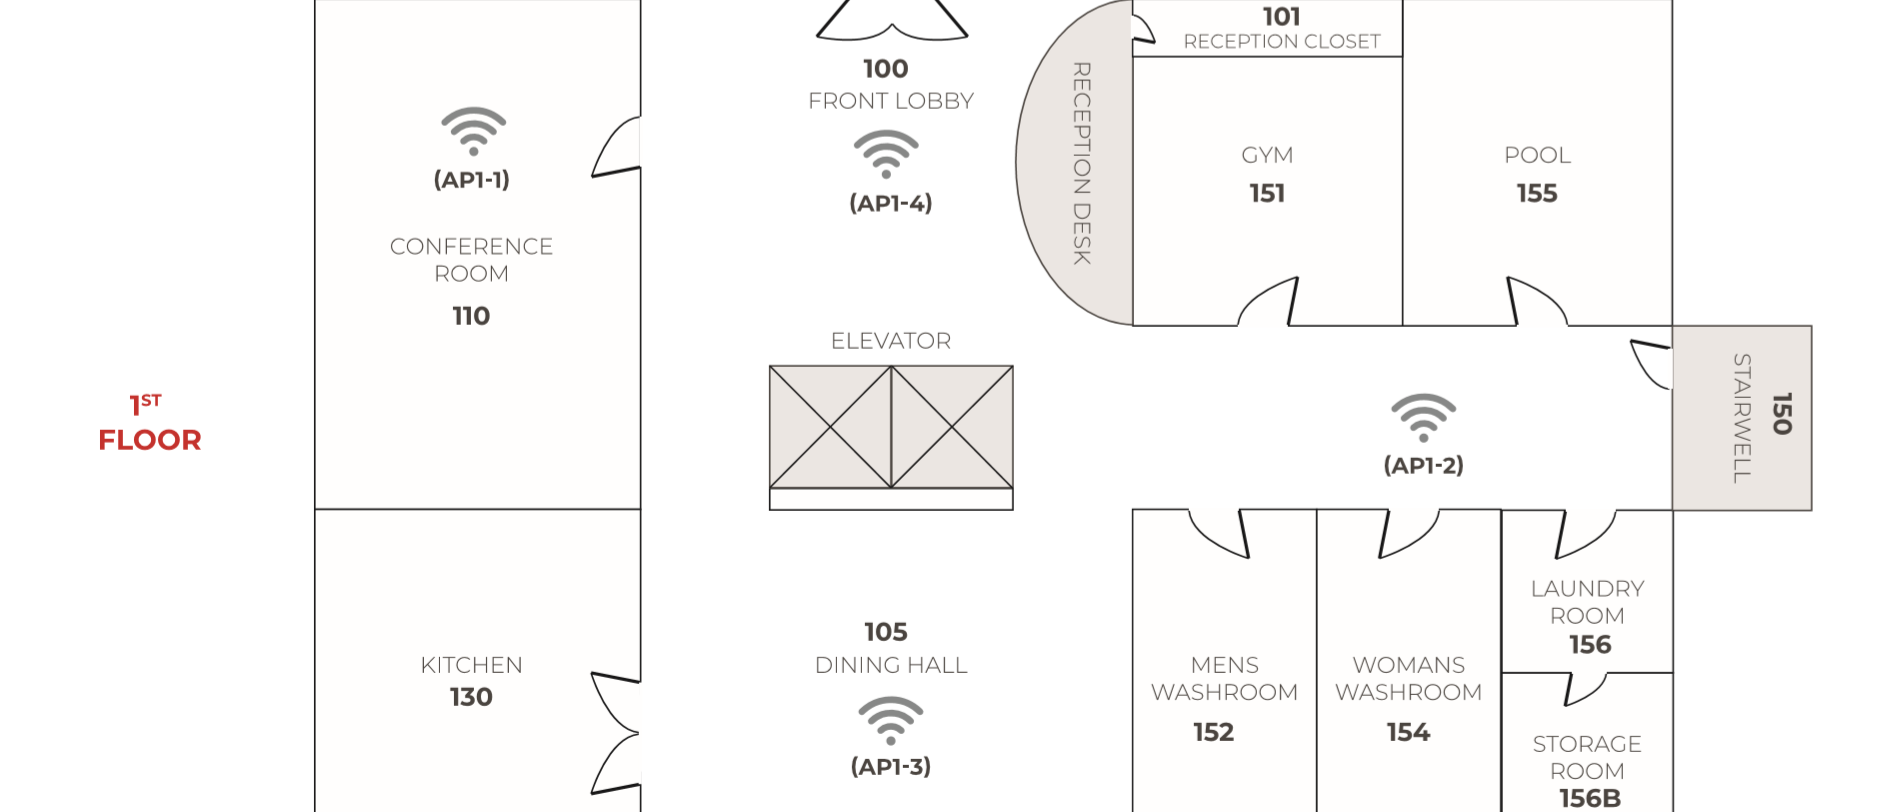 1ST
FLOOR
(AP1-1)
CONFERENCE
ROOM
110
KITCHEN
130
100
FRONT LOBBY
(AP1-4)
ELEVATOR
105
DINING HALL
(AP1-3)
RECEPTION DESK
101
RECEPTION CLOSET
GYM
151
POOL
155
(AP1-2)
150
STAIRWELL
MENS
WASHROOM
152
WOMANS
WASHROOM
154
LAUNDRY
ROOM
156
STORAGE
ROOM
156B